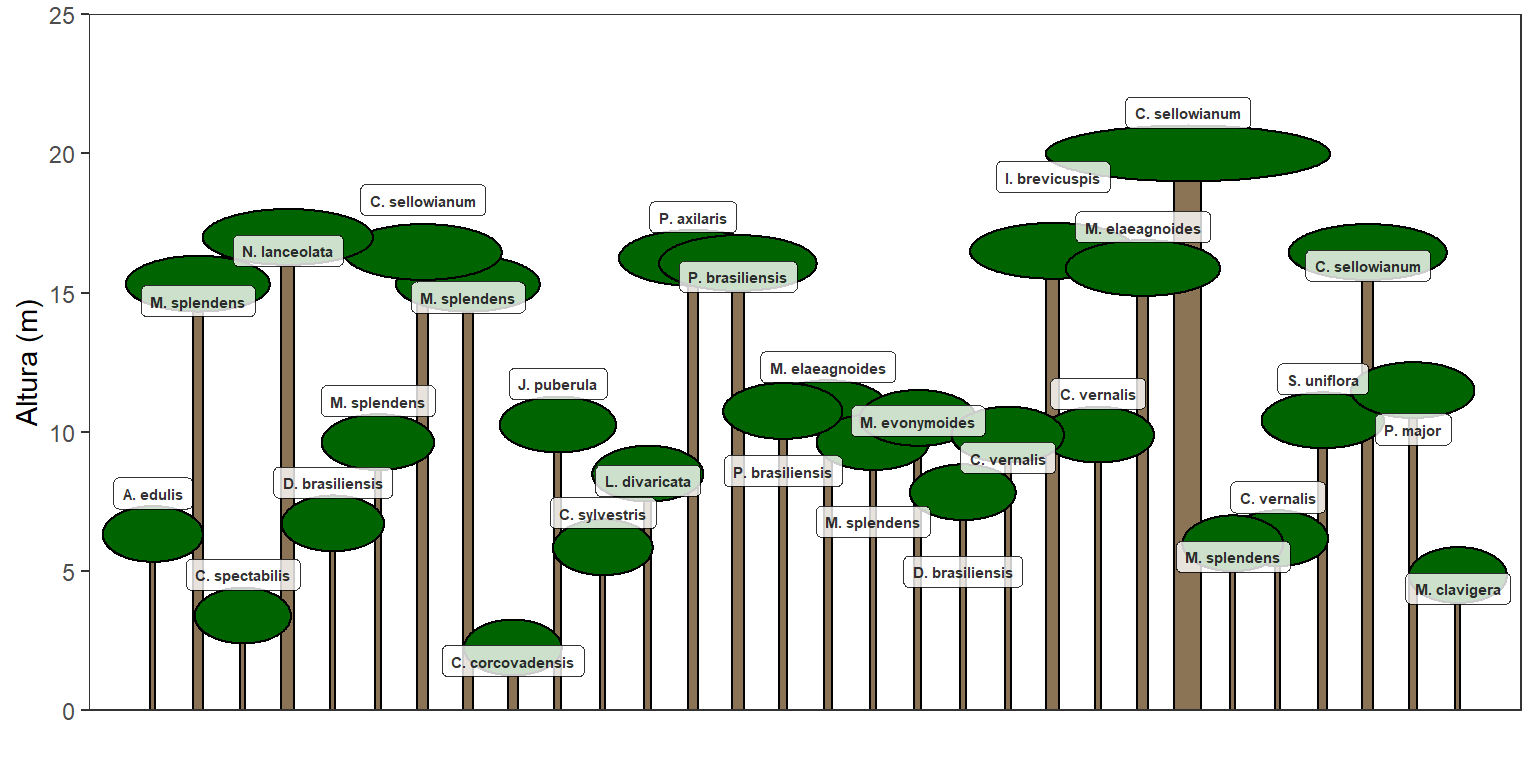 25
20
15
10
5
0
Altura (m)
C. sellowianum
I. brevicuspis
C. sellowianum
P. axilaris
M. elaeagnoides
N. lanceolata
C. sellowianum
P. brasiliensis
M. splendens
M. splendens
M. elaeagnoides
J. puberula
S. uniflora
C. vernalis
M. splendens
M. evonymoides
P. major
C. vernalis
P. brasiliensis
D. brasiliensis
L. divaricata
A. edulis
C. vernalis
C. sylvestris
M. splendens
M. splendens
C. spectabilis
D. brasiliensis
M. clavigera
C. corcovadensis